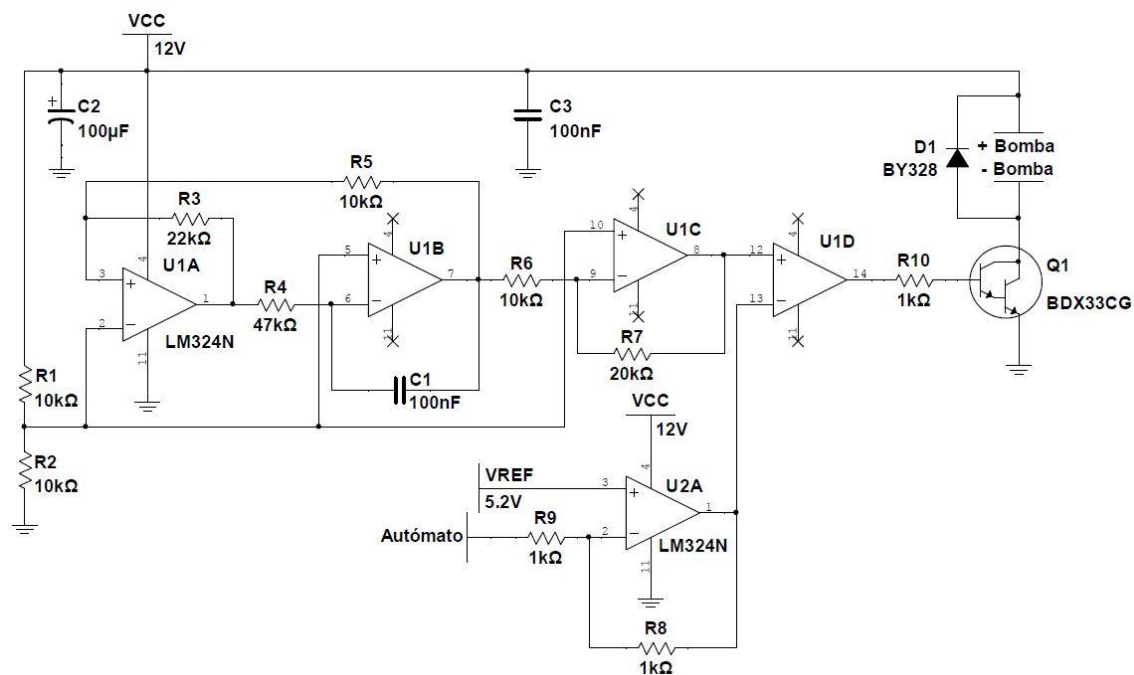 VCC
12V
C2
100µF
C3
100nF
D1
BY328
+ Bomba
- Bomba
R5
10kΩ
R3
22kΩ
U1A
3
2
4
1
11
LM324N
R4
47kΩ
U1B
5
6
4
7
11
C1
100nF
R6
10kΩ
U1C
10
9
4
8
11
R7
20kΩ
U1D
12
13
4
14
11
R10
1kΩ
Q1
BDX33CG
R1
10kΩ
R2
10kΩ
VCC
12V
VREF
5.2V
Autómato
R9
1kΩ
U2A
3
2
4
1
11
LM324N
R8
1kΩ